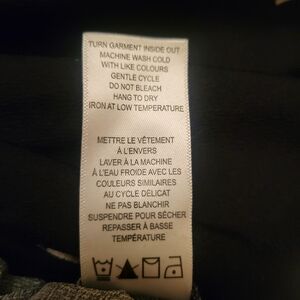 TURN GARMENT INSIDE OUT
MACHINE WASH COLD
WITH LIKE COLOURS
GENTLE CYCLE
DO NOT BLEACH
HANG TO DRY
IRON AT LOW TEMPERATURE
METTRE LE VÊTEMENT
À L'ENVERS
LAVER À LA MACHINE
À L'EAU FROIDE AVEC LES
COULEURS SIMILAIRES
AU CYCLE DÉLICAT
NE PAS BLANCHIR
SUSPENDRE POUR SÉCHER
REPASSER À BASSE
TEMPÉRATURE